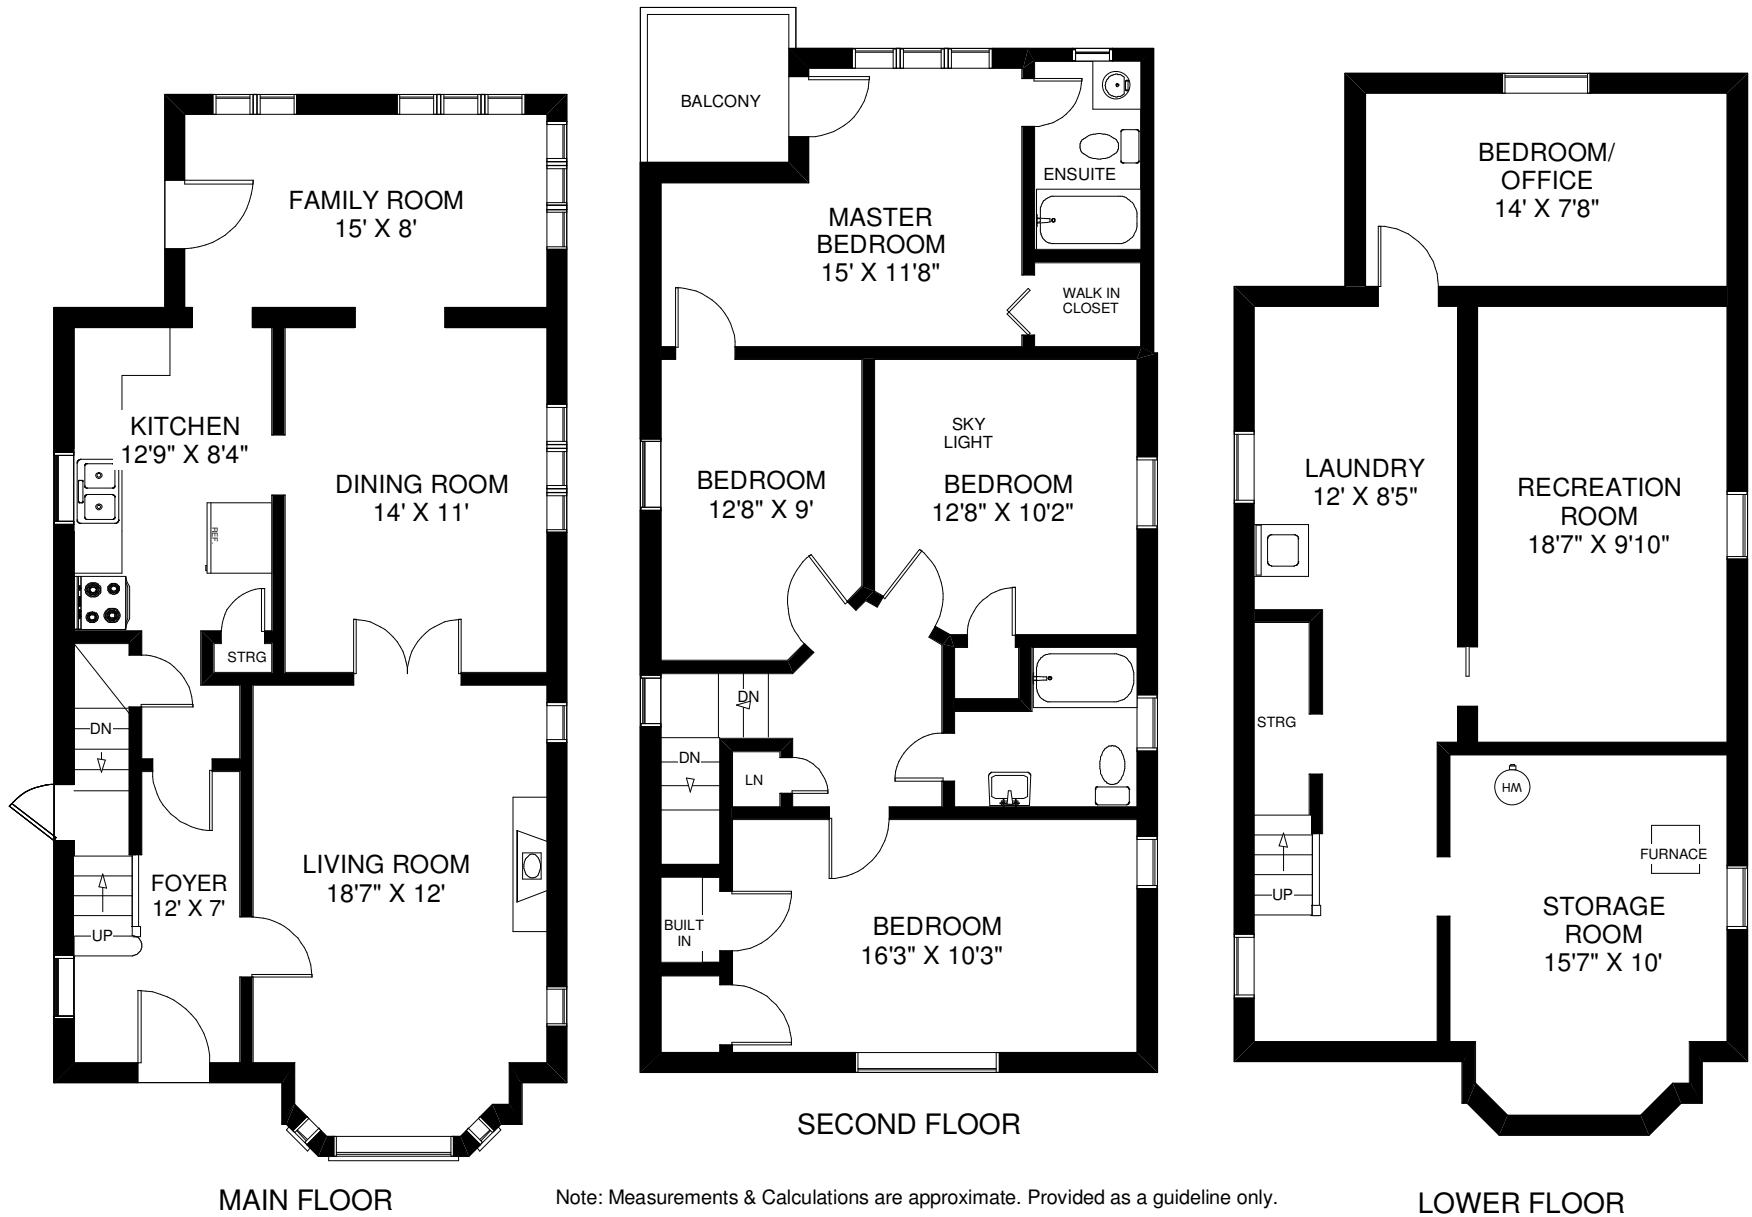 FAMILY ROOM
15' X 8'
KITCHEN
12'9" X 8'4"
DINING ROOM
14' X 11'
REF.
STRG
DN
LIVING ROOM
18'7" X 12'
FOYER
12' X 7'
UP
MAIN FLOOR
BALCONY
ENSUITE
MASTER
BEDROOM
15' X 11'8"
WALK IN
CLOSET
SKY
LIGHT
BEDROOM
12'8" X 9'
BEDROOM
12'8" X 10'2"
DN
DN
LN
BUILT
IN
BEDROOM
16'3" X 10'3"
SECOND FLOOR
BEDROOM/
OFFICE
14' X 7'8"
LAUNDRY
12' X 8'5"
RECREATION
ROOM
18'7" X 9'10"
STRG
HW
FURNACE
UP
STORAGE
ROOM
15'7" X 10'
LOWER FLOOR
Note: Measurements & Calculations are approximate. Provided as a guideline only.